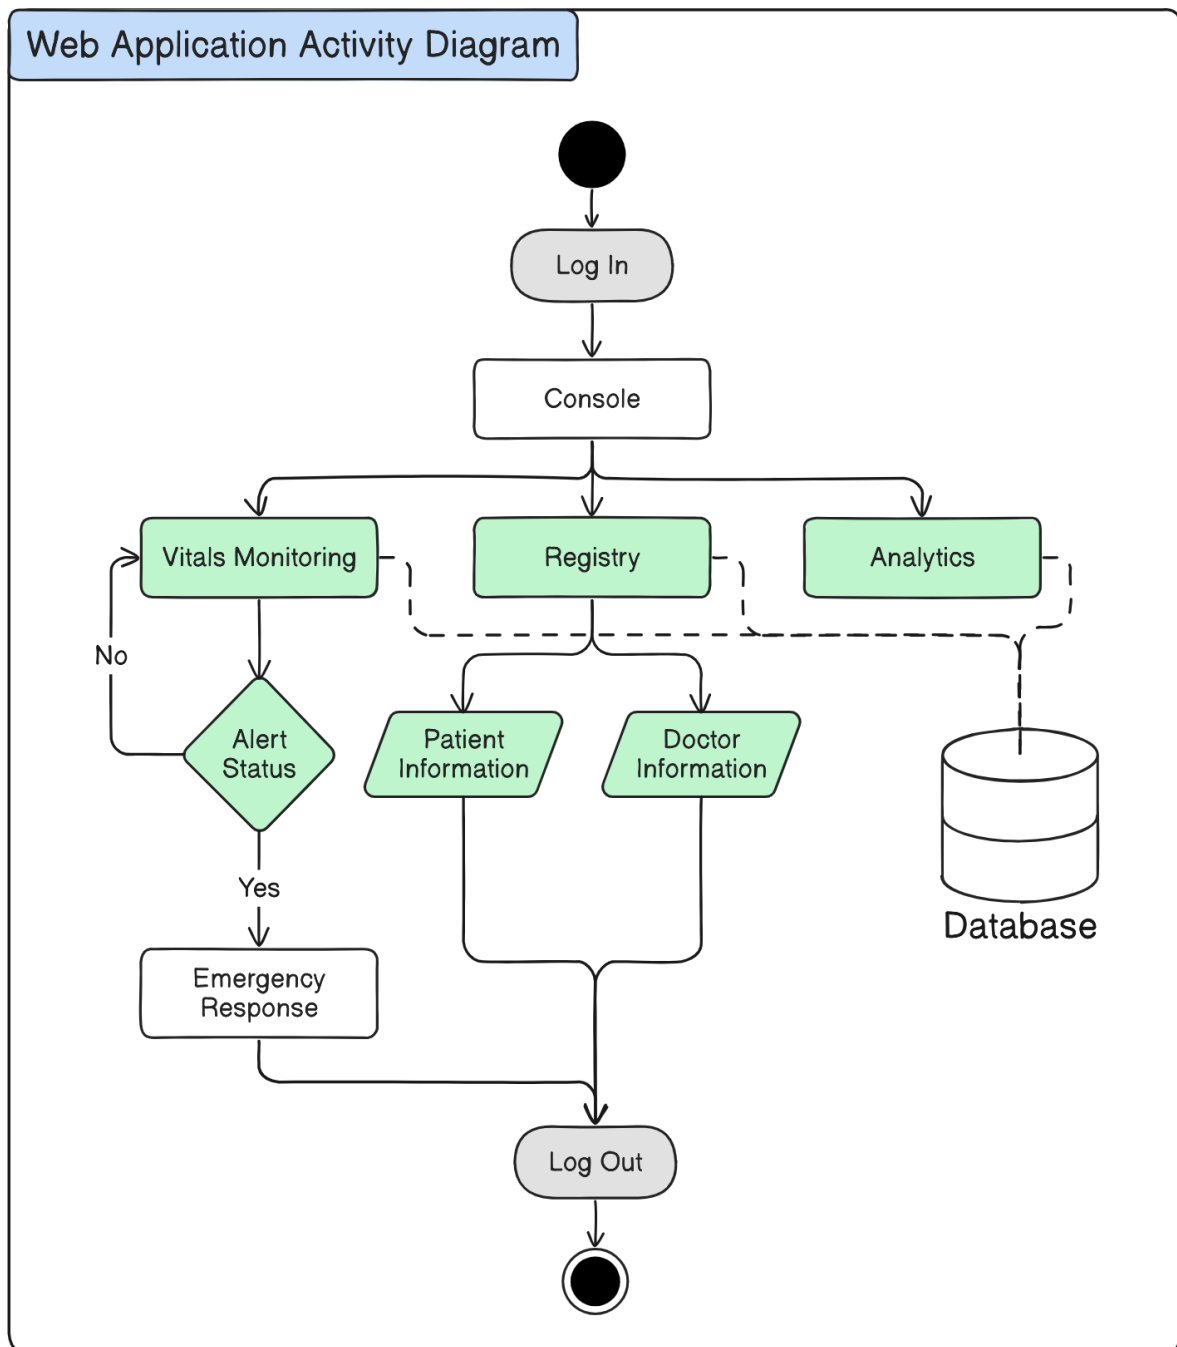 Web Application Activity Diagram
Log In
Console
Vitals Monitoring
Registry
Analytics
No
Alert
Status
Patient
Information
Doctor
Information
Yes
Database
Emergency
Response
Log Out